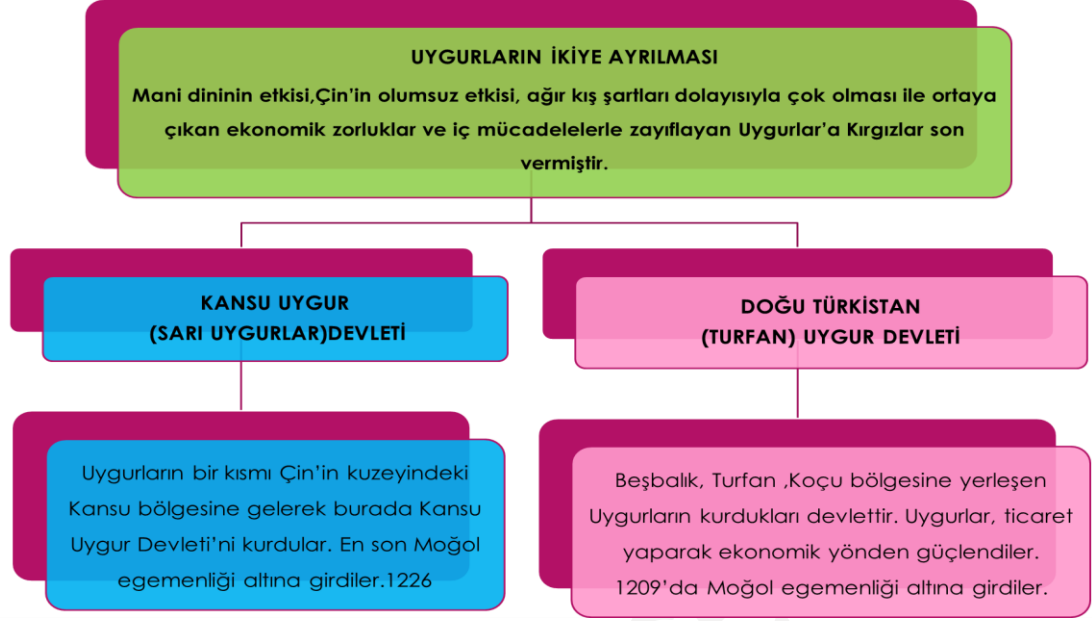 UYGURLARIN İKİYE AYRILMASI
Mani dininin etkisi,Çin'in olumsuz etkisi, ağır kış şartları dolayısıyla çok olması ile ortaya
çıkan ekonomik zorluklar ve iç mücadelelerle zayıflayan Uygurlar'a Kırgızlar son
vermiştir.
KANSU UYGUR
(SARI UYGURLAR)DEVLETİ
Uygurların bir kısmı Çin'in kuzeyindeki
Kansu bölgesine gelerek burada Kansu
Uygur Devleti'ni kurdular. En son Moğol
egemenliği altına girdiler.1226
DOĞU TÜRKİSTAN
(TURFAN) UYGUR DEVLETİ
Beşbalık, Turfan ,Koçu bölgesine yerleşen
Uygurların kurdukları devlettir. Uygurlar, ticaret
yaparak ekonomik yönden güçlendiler.
1209'da Moğol egemenliği altına girdiler.